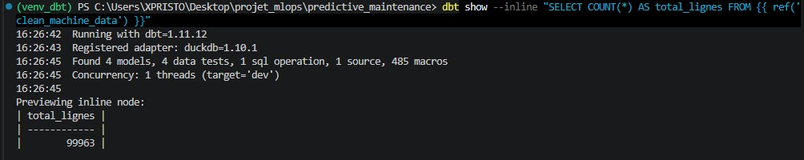 (venv_dbt) PS C:\Users\XPRISTO\Desktop\projet_mlops\predictive_maintenance> dbt show --inline "SELECT COUNT(*) AS total_lignes FROM {{ ref('
clean_machine_data') }}"
16:26:42  Running with dbt=1.11.12
16:26:43  Registered adapter: duckdb=1.10.1
16:26:45  Found 4 models, 4 data tests, 1 sql operation, 1 source, 485 macros
16:26:45  Concurrency: 1 threads (target='dev')
16:26:45
Previewing inline node:
| total_lignes |
| ------------ |
|        99963 |